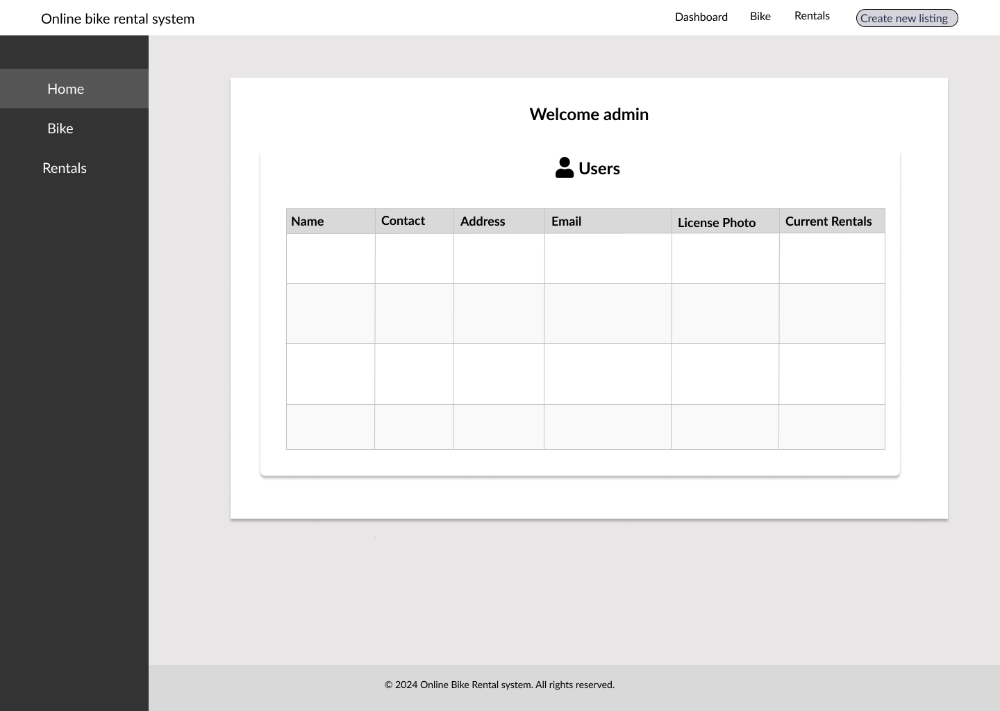 Online bike rental system
Dashboard Bike Rentals Create new listing
Home
Bike
Rentals
Welcome admin
Users
Name Contact Address Email License Photo Current Rentals
© 2024 Online Bike Rental system. All rights reserved.